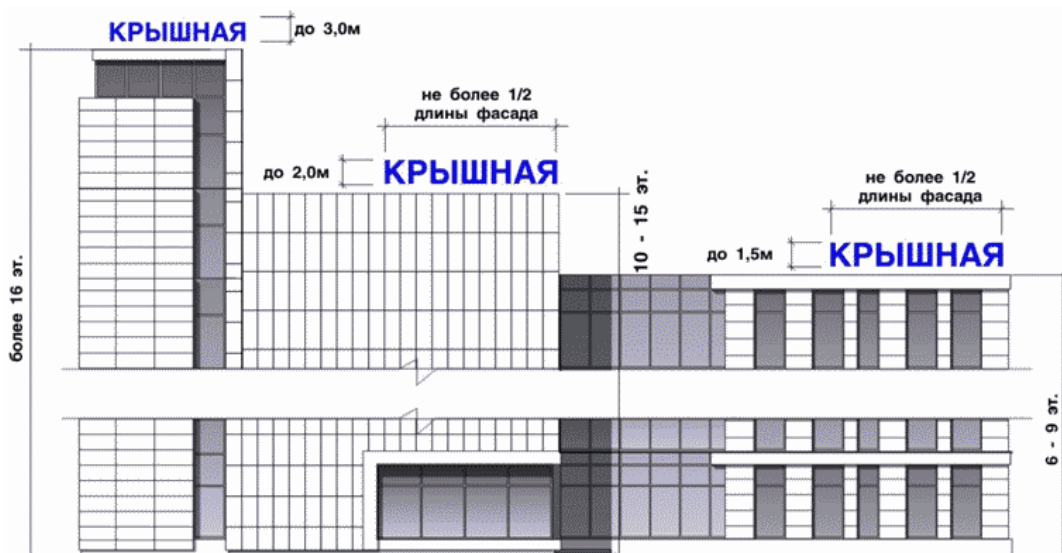 КРЫШНАЯ
до 3,0м
не более 1/2
длины фасада
до 2,0м
КРЫШНАЯ
не более 1/2
длины фасада
до 1,5м
КРЫШНАЯ
более 16 эт.
10 - 15 эт.
6 - 9 эт.